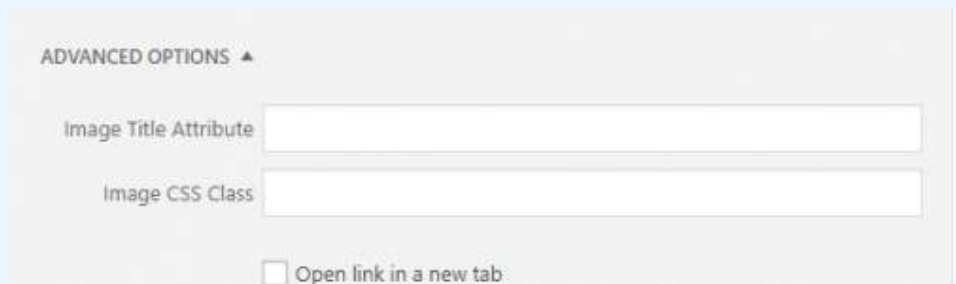 ADVANCED OPTIONS ▲
Image Title Attribute
Image CSS Class
Open link in a new tab